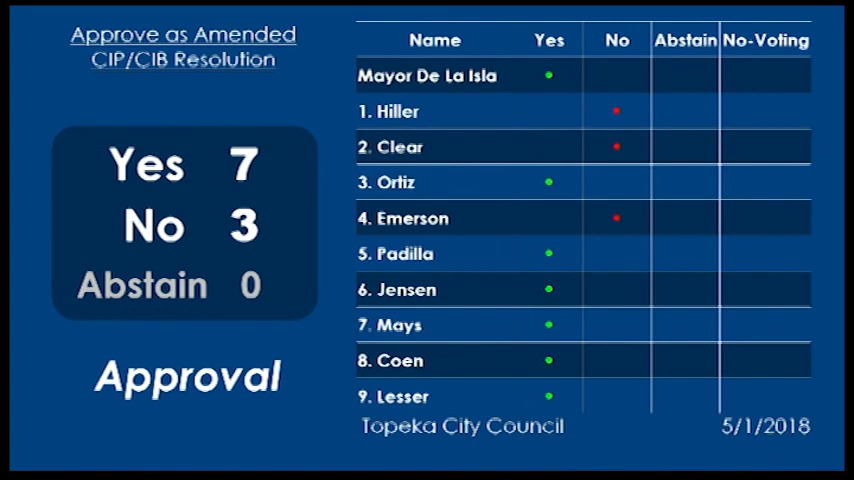 Approve as Amended
CIP/CIB Resolution
Yes 7
No 3
Abstain 0
Approval
Name Yes No Abstain No-Voting
Mayor De La Isla
1. Hiller
2. Clear
3. Ortiz
4. Emerson
5. Padilla
6. Jensen
7. Mays
8. Coen
9. Lesser
Topeka City Council 5/1/2018